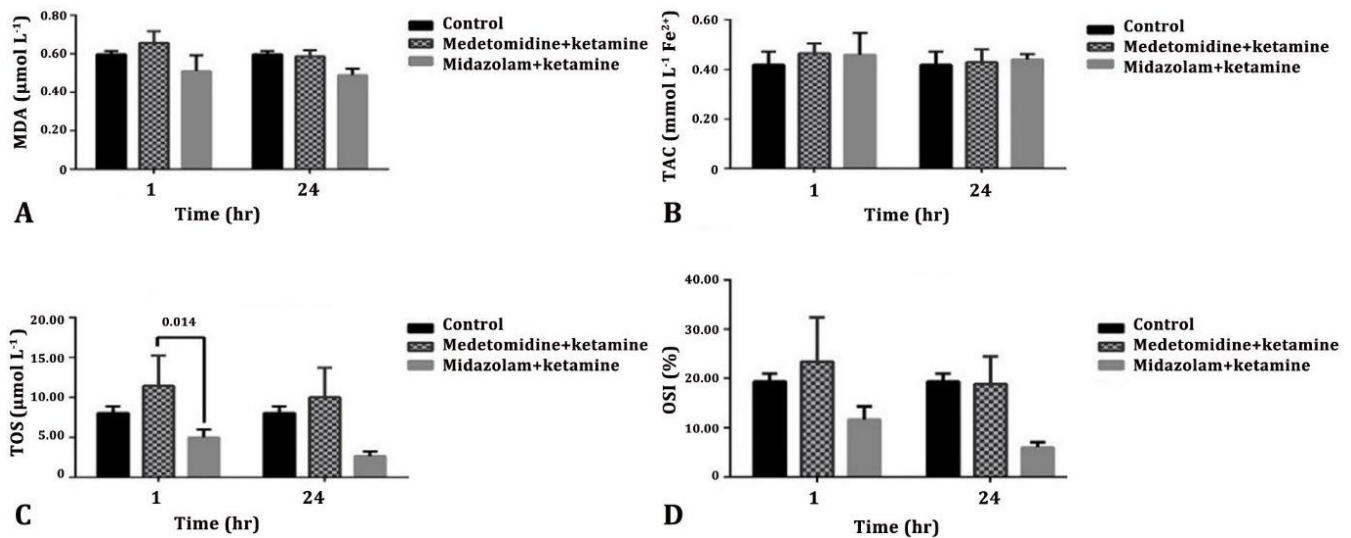 0.80
0.60
0.40
0.20
0
MDA (µmol L⁻¹)
1
24
Time (hr)
A
Control
Medetomidine+ketamine
Midazolam+ketamine
0.60
0.40
0.20
0
TAC (mmol L⁻¹ Fe²⁺)
1
24
Time (hr)
B
Control
Medetomidine+ketamine
Midazolam+ketamine
20.00
15.00
10.00
5.00
0
TOS (µmol L⁻¹)
0.014
1
24
Time (hr)
C
Control
Medetomidine+ketamine
Midazolam+ketamine
40.00
30.00
20.00
10.00
0
OSI (%)
1
24
Time (hr)
D
Control
Medetomidine+ketamine
Midazolam+ketamine